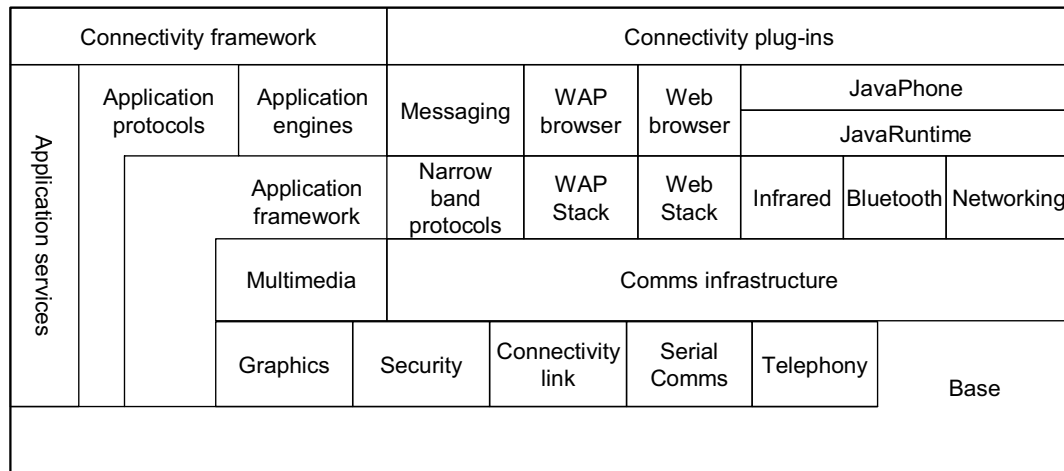 Connectivity framework
Connectivity plug-ins
Application services
Application
protocols
Application
engines
Messaging
WAP
browser
Web
browser
JavaPhone
JavaRuntime
Application
framework
Narrow
band
protocols
WAP
Stack
Web
Stack
Infrared
Bluetooth
Networking
Multimedia
Comms infrastructure
Graphics
Security
Connectivity
link
Serial
Comms
Telephony
Base